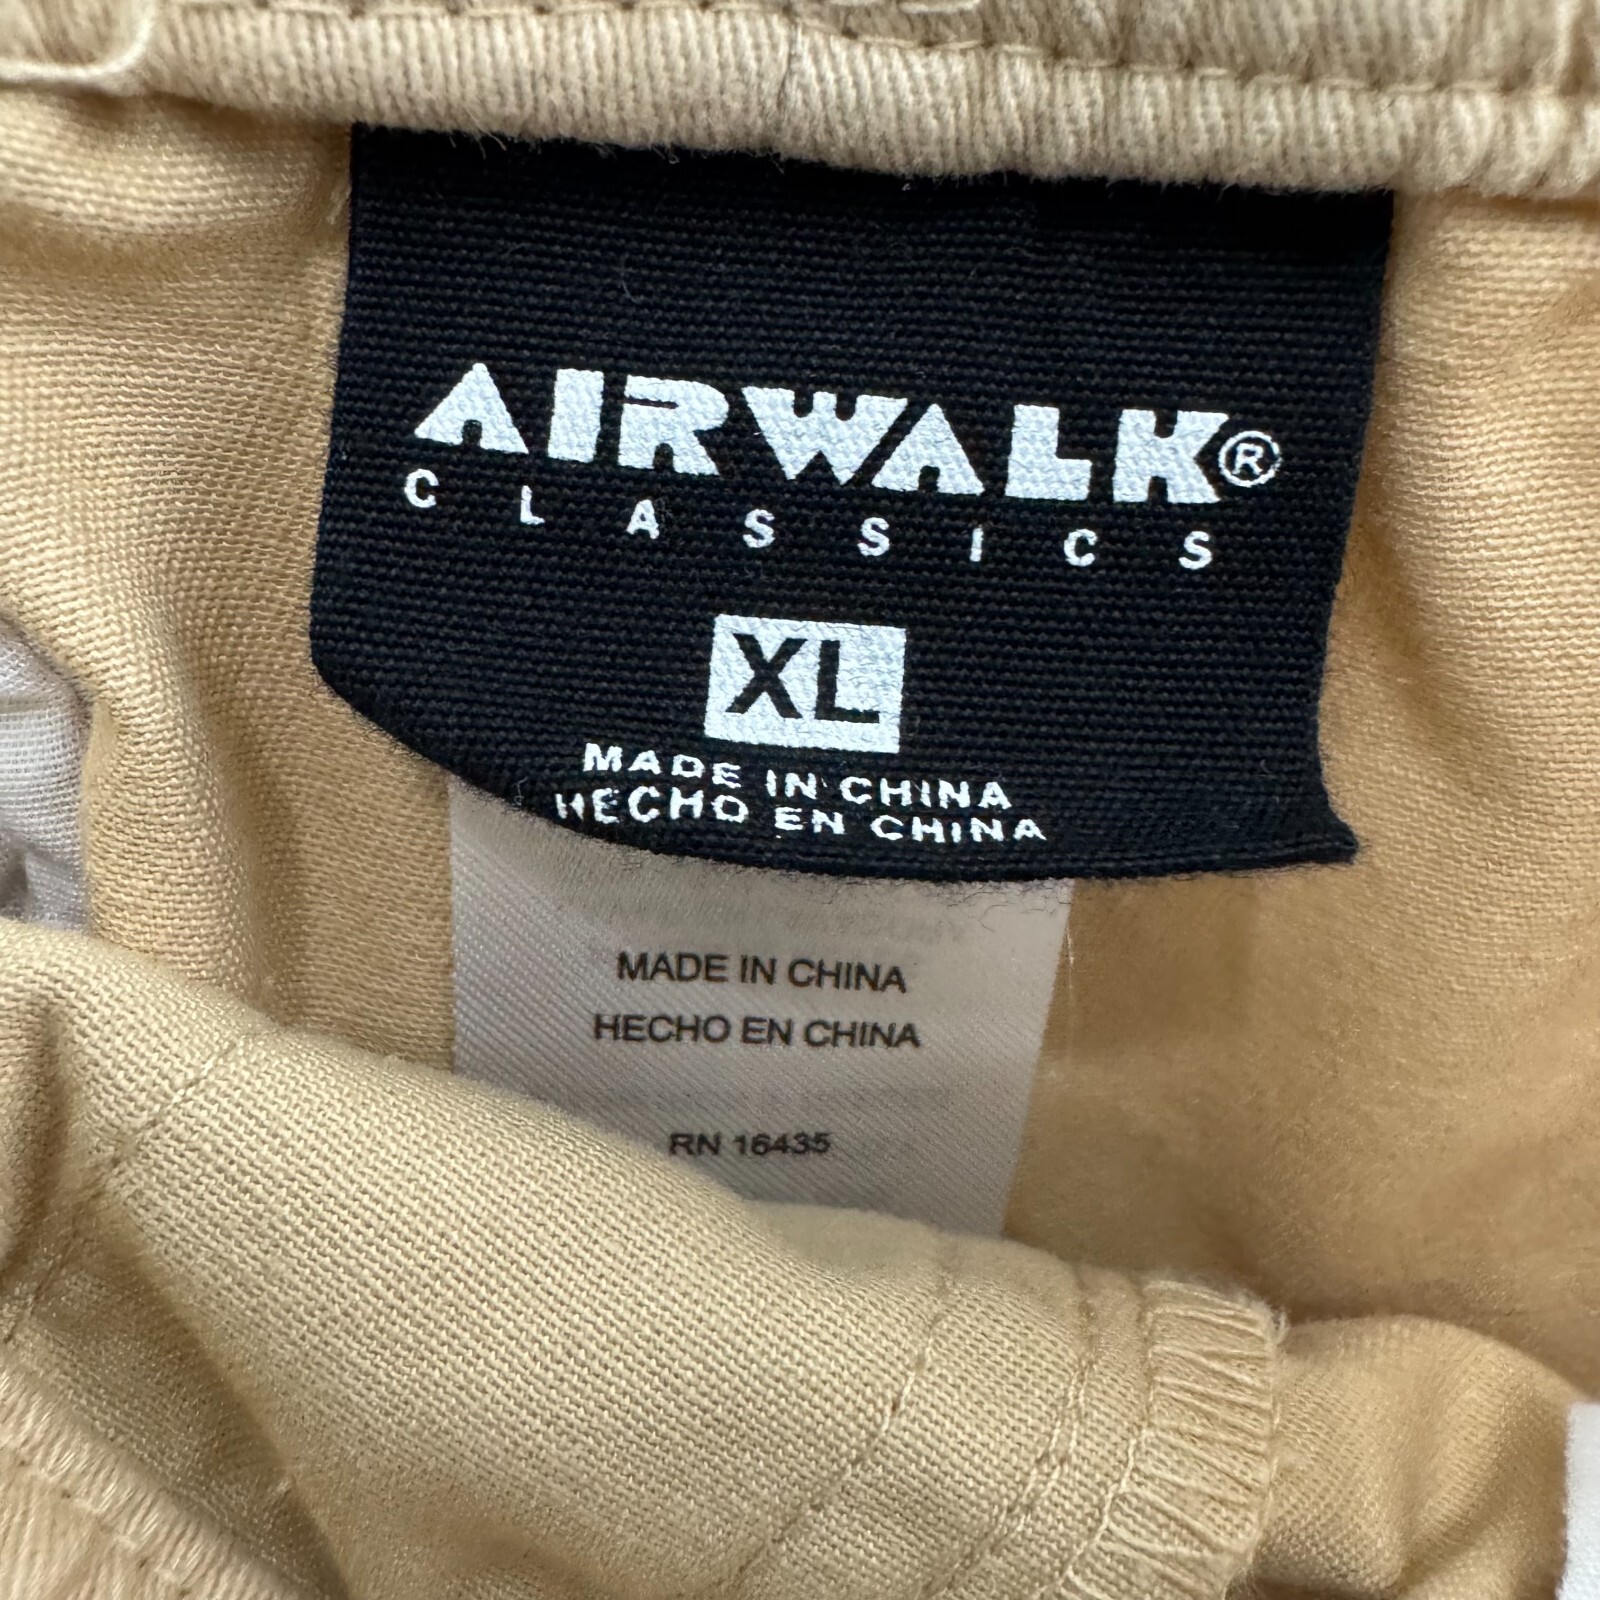 AIRWALK®
CLASSICS
XL
MADE IN CHINA
HECHO EN CHINA
MADE IN CHINA
HECHO EN CHINA
RN 16435